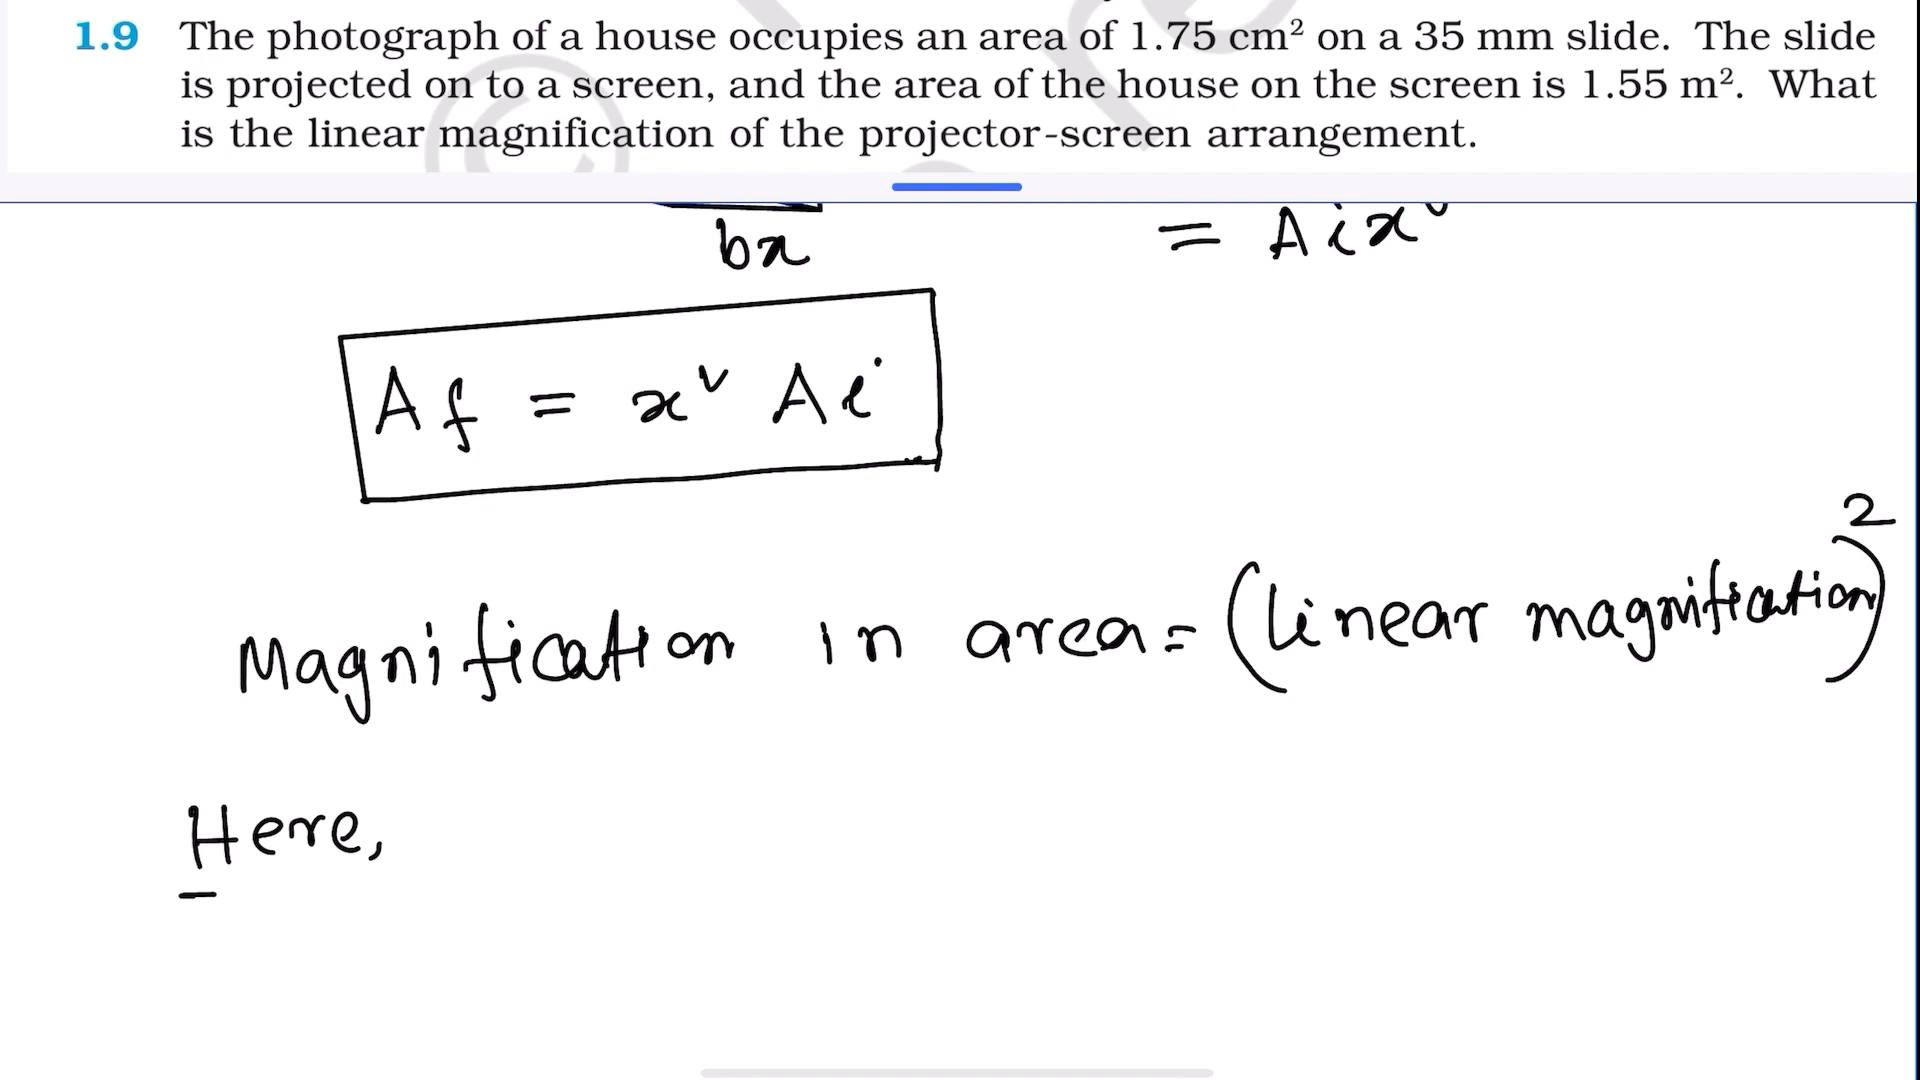 1.9 The photograph of a house occupies an area of 1.75 cm² on a 35 mm slide. The slide
is projected on to a screen, and the area of the house on the screen is 1.55 m². What
is the linear magnification of the projector-screen arrangement.
bx = Aix²
Af = x² Ai
Magnification in area = (linear magnification)²
Here,